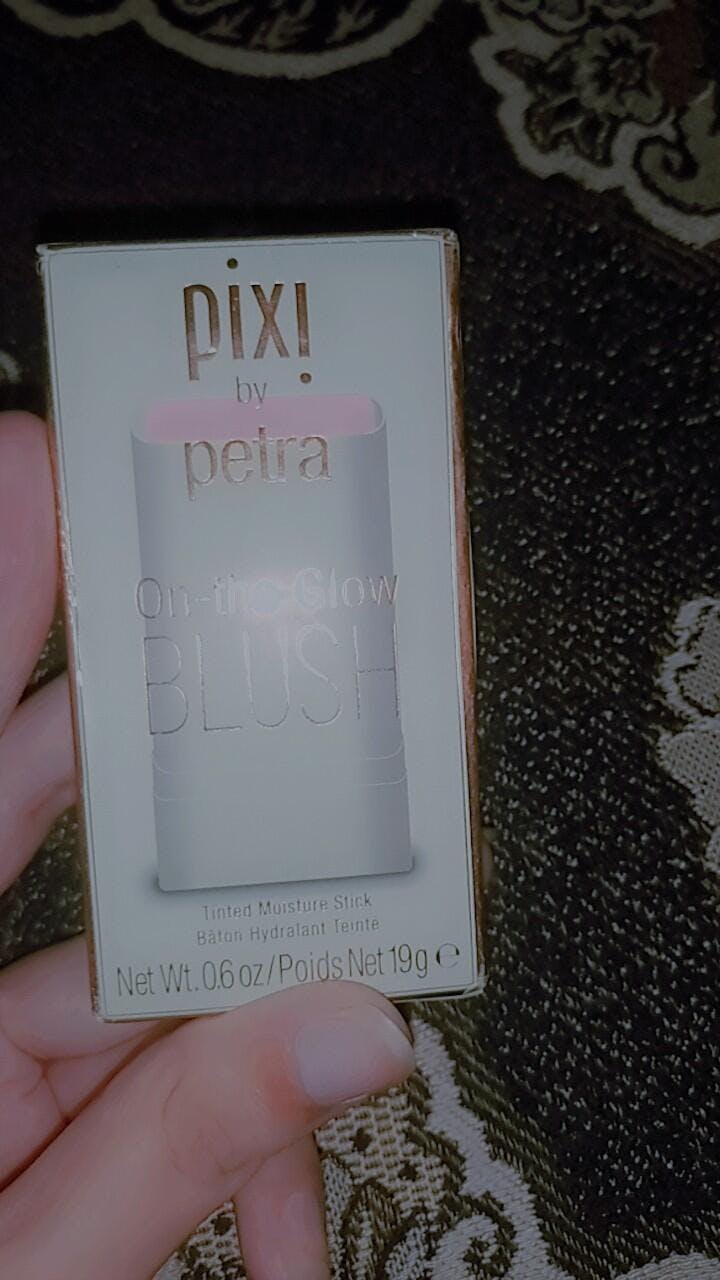 pixi
by
petra
On-the-Glow
BLUSH
Tinted Moisture Stick
Bâton Hydratant Teinté
Net Wt. 0.6 oz/Poids Net 19g ℮